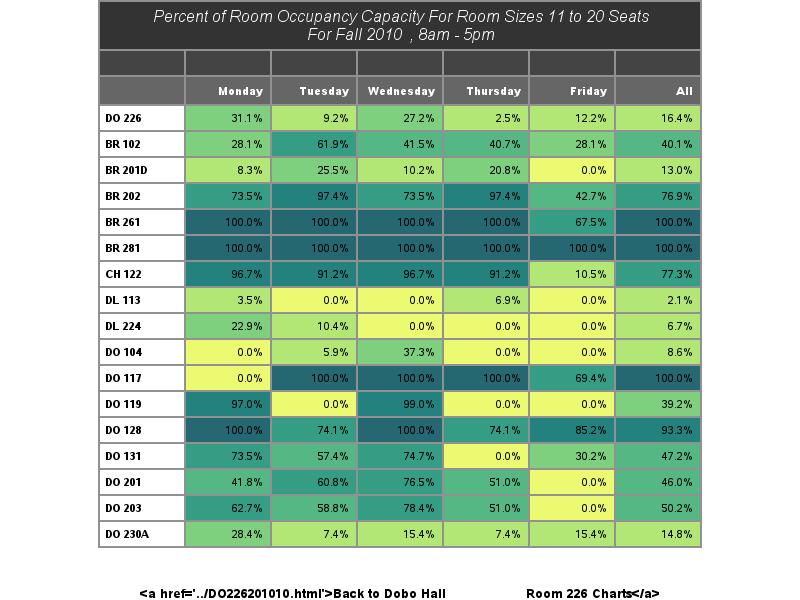 Percent of Room Occupancy Capacity For Room Sizes 11 to 20 Seats
For Fall 2010 , 8am - 5pm
Monday Tuesday Wednesday Thursday Friday All
DO 226 31.1% 9.2% 27.2% 2.5% 12.2% 16.4%
BR 102 28.1% 61.9% 41.5% 40.7% 28.1% 40.1%
BR 201D 8.3% 25.5% 10.2% 20.8% 0.0% 13.0%
BR 202 73.5% 97.4% 73.5% 97.4% 42.7% 76.9%
BR 261 100.0% 100.0% 100.0% 100.0% 67.5% 100.0%
BR 281 100.0% 100.0% 100.0% 100.0% 100.0% 100.0%
CH 122 96.7% 91.2% 96.7% 91.2% 10.5% 77.3%
DL 113 3.5% 0.0% 0.0% 6.9% 0.0% 2.1%
DL 224 22.9% 10.4% 0.0% 0.0% 0.0% 6.7%
DO 104 0.0% 5.9% 37.3% 0.0% 0.0% 8.6%
DO 117 0.0% 100.0% 100.0% 100.0% 69.4% 100.0%
DO 119 97.0% 0.0% 99.0% 0.0% 0.0% 39.2%
DO 128 100.0% 74.1% 100.0% 74.1% 85.2% 93.3%
DO 131 73.5% 57.4% 74.7% 0.0% 30.2% 47.2%
DO 201 41.8% 60.8% 76.5% 51.0% 0.0% 46.0%
DO 203 62.7% 58.8% 78.4% 51.0% 0.0% 50.2%
DO 230A 28.4% 7.4% 15.4% 7.4% 15.4% 14.8%
<a href='../DO226201010.html'>Back to Dobo Hall Room 226 Charts</a>